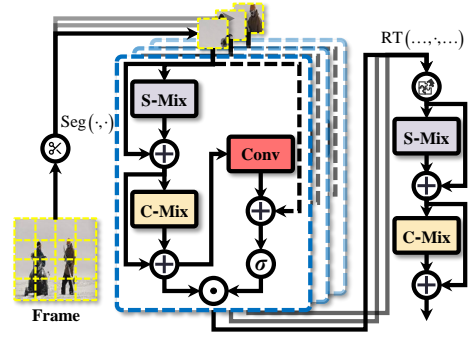 RT(...,·,...)
S-Mix
Seg(·,·)
Conv
S-Mix
C-Mix
C-Mix
σ
Frame